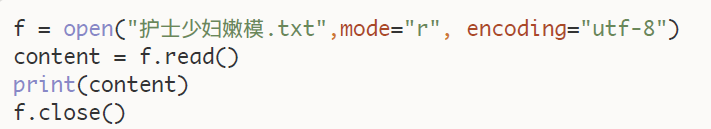 f = open("护士少妇嫩模.txt",mode="r", encoding="utf-8")
content = f.read()
print(content)
f.close()